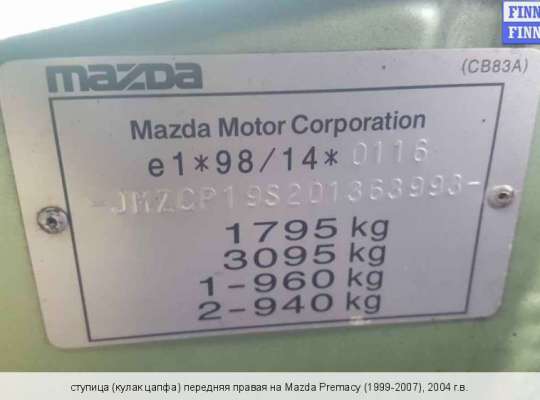 FINN
FINN
mazda
(CB83A)
Mazda Motor Corporation
e1*98/14* 0116
-JMZCP19S201363993-
1795 kg
3095 kg
1-960 kg
2-940 kg
ступица (кулак цапфа) передняя правая на Mazda Premacy (1999-2007), 2004 г.в.